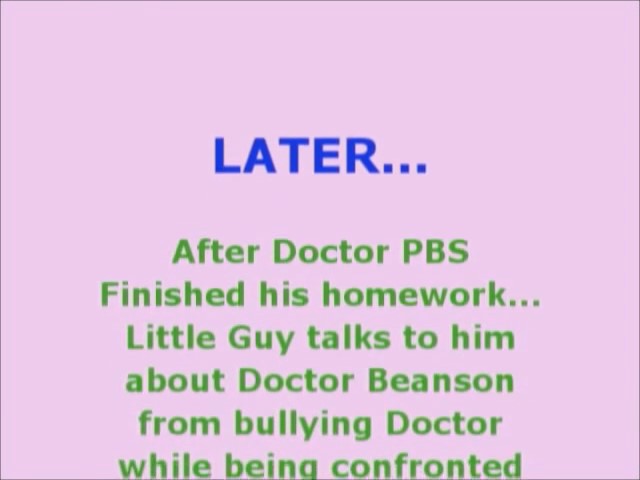 LATER...
After Doctor PBS
Finished his homework...
Little Guy talks to him
about Doctor Beanson
from bullying Doctor
while being confronted